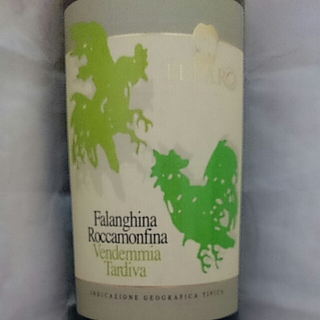 Falanghina
Roccamonfina
Vendemmia
Tardiva
INDICAZIONE GEOGRAFICA TIPICA